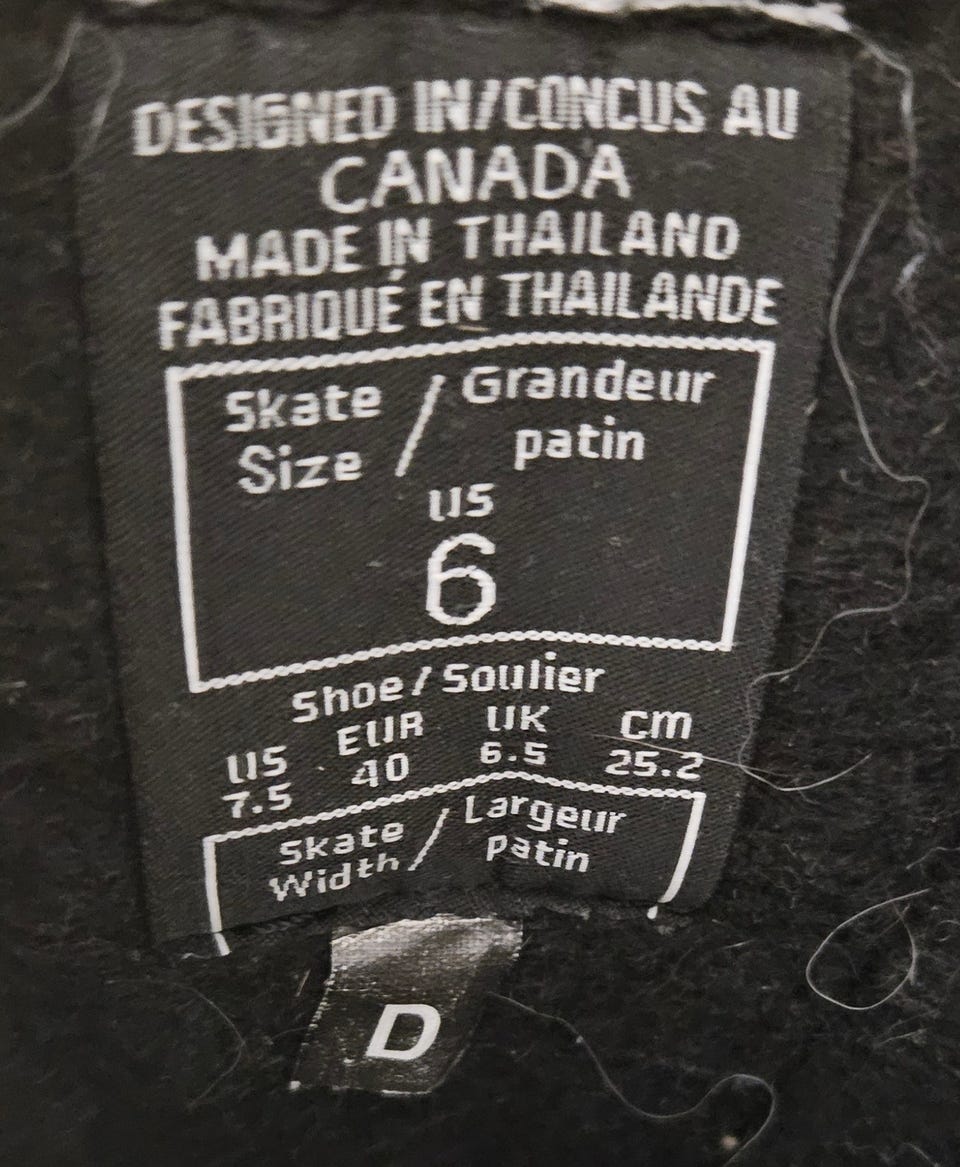 DESIGNED IN/CONCUS AU
CANADA
MADE IN THAILAND
FABRIQUÉ EN THAILANDE
Skate Size / Grandeur patin
US
6
Shoe/Soulier
US EUR UK cm
7.5 40 6.5 25.2
Skate Width / Largeur patin
D